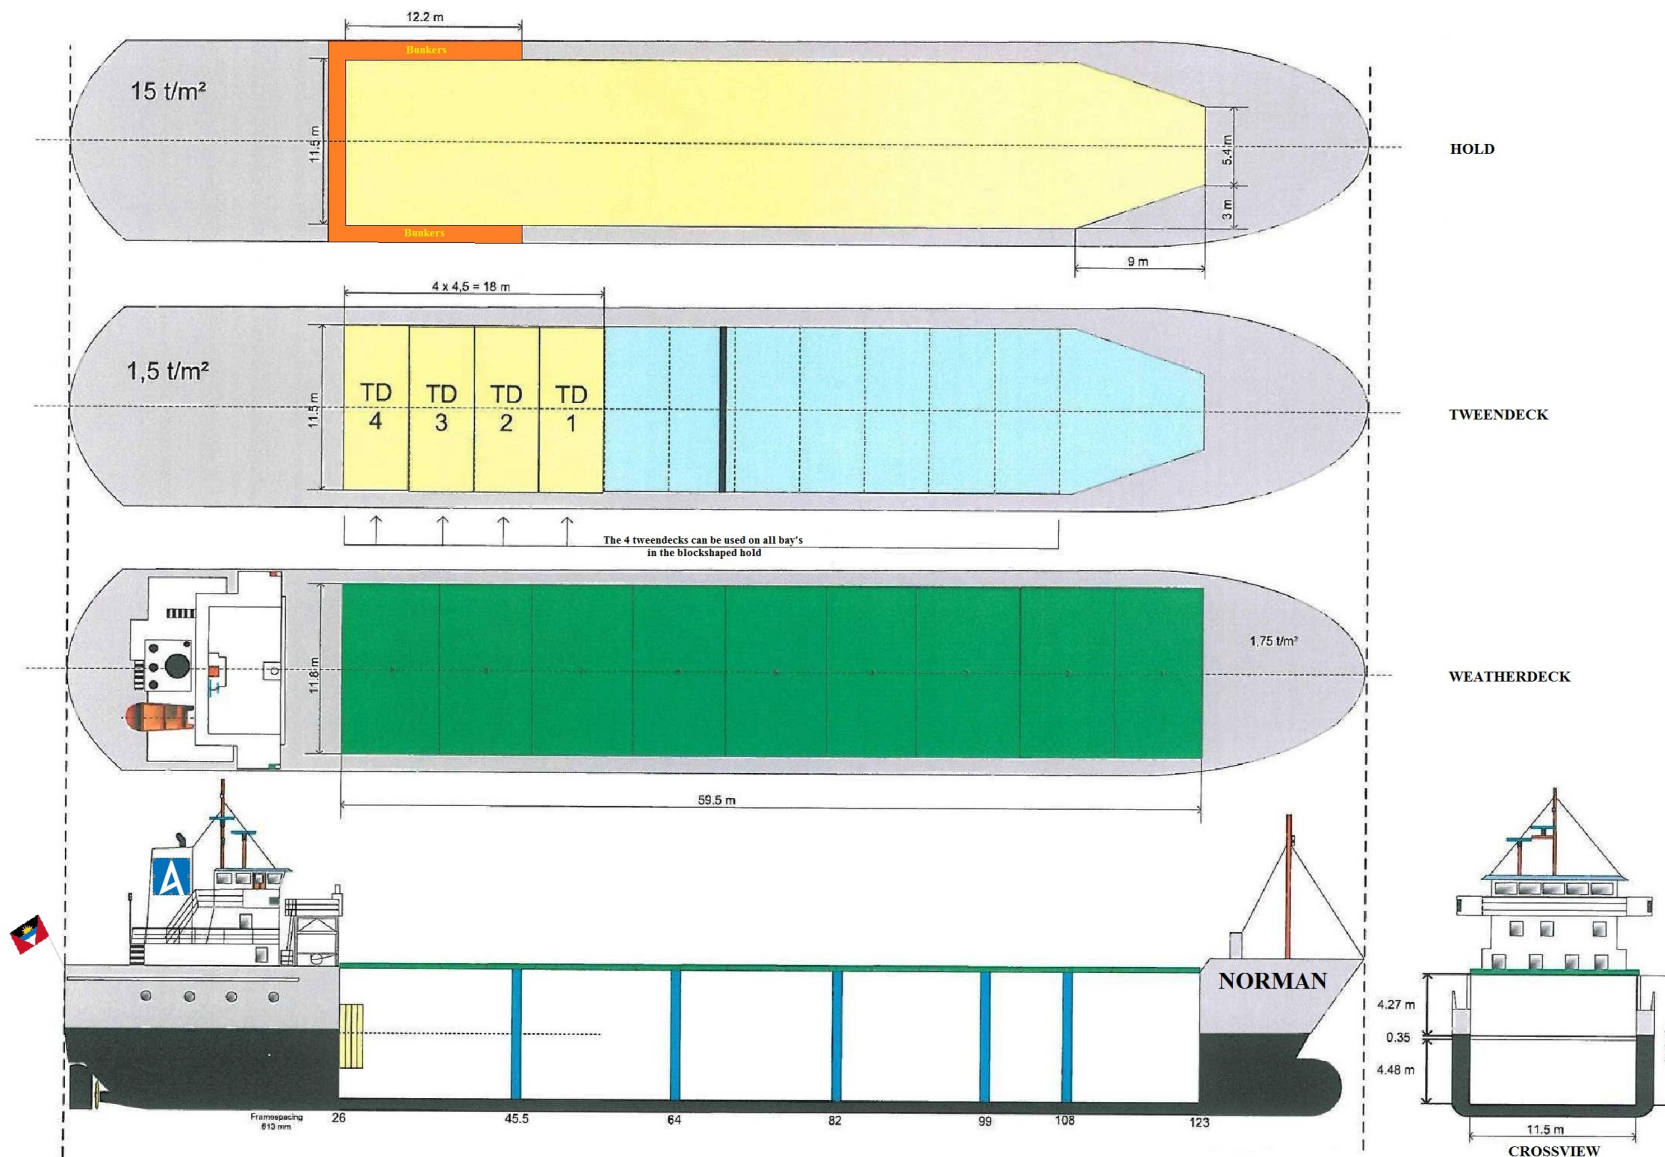 12.2 m
Bunkers
15 t/m²
11.5 m
Bunkers
5.4 m
3 m
9 m
HOLD
4 x 4,5 = 18 m
1,5 t/m²
11.5 m
TD
4
TD
3
TD
2
TD
1
TWEENDECK
The 4 tweendecks can be used on all bay's
in the blockshaped hold
11.8 m
1,75 t/m²
WEATHERDECK
59.5 m
NORMAN
4.27 m
0.35
4.48 m
Framespacing
613 mm
26
45.5
64
82
99
108
123
11.5 m
CROSSVIEW